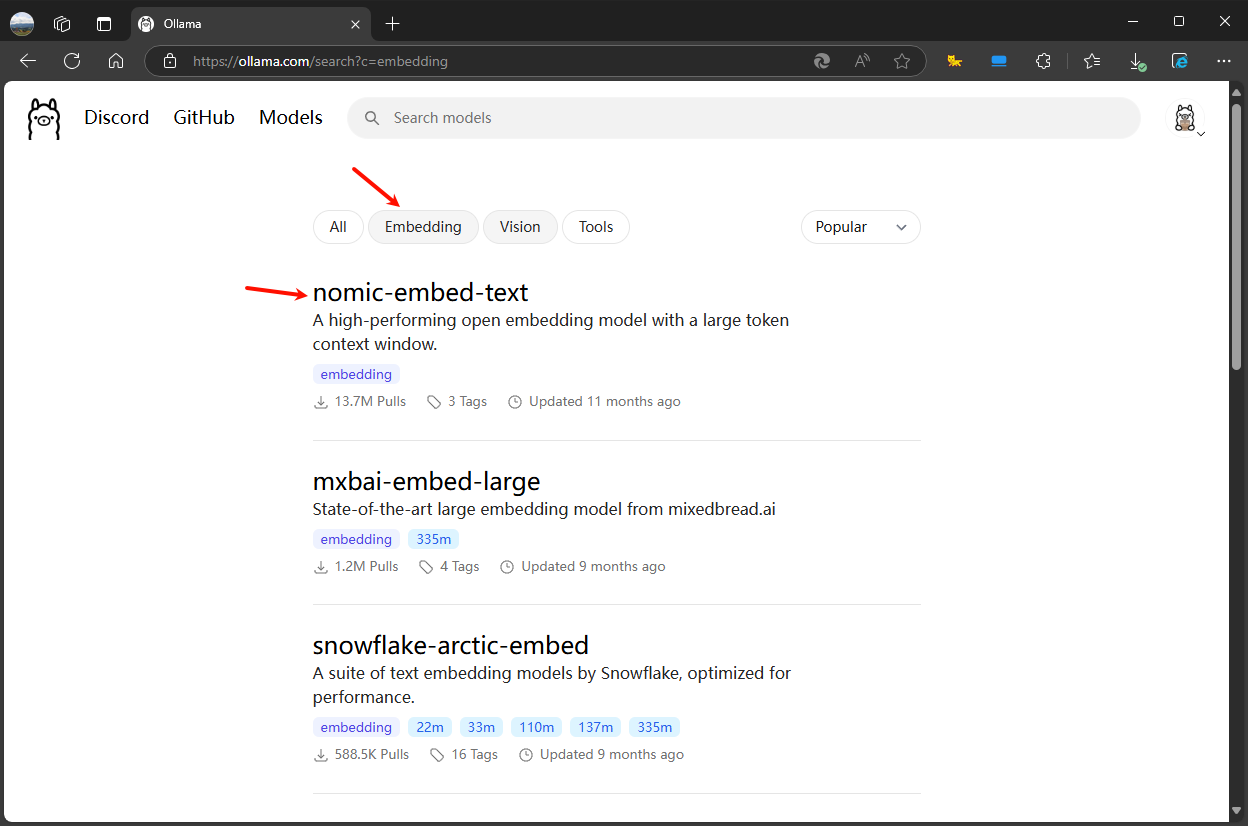 Ollama
https://ollama.com/search?c=embedding
Discord GitHub Models Search models
All Embedding Vision Tools Popular
nomic-embed-text
A high-performing open embedding model with a large token
context window.
embedding
13.7M Pulls 3 Tags Updated 11 months ago
mxbai-embed-large
State-of-the-art large embedding model from mixedbread.ai
embedding 335m
1.2M Pulls 4 Tags Updated 9 months ago
snowflake-arctic-embed
A suite of text embedding models by Snowflake, optimized for
performance.
embedding 22m 33m 110m 137m 335m
588.5K Pulls 16 Tags Updated 9 months ago